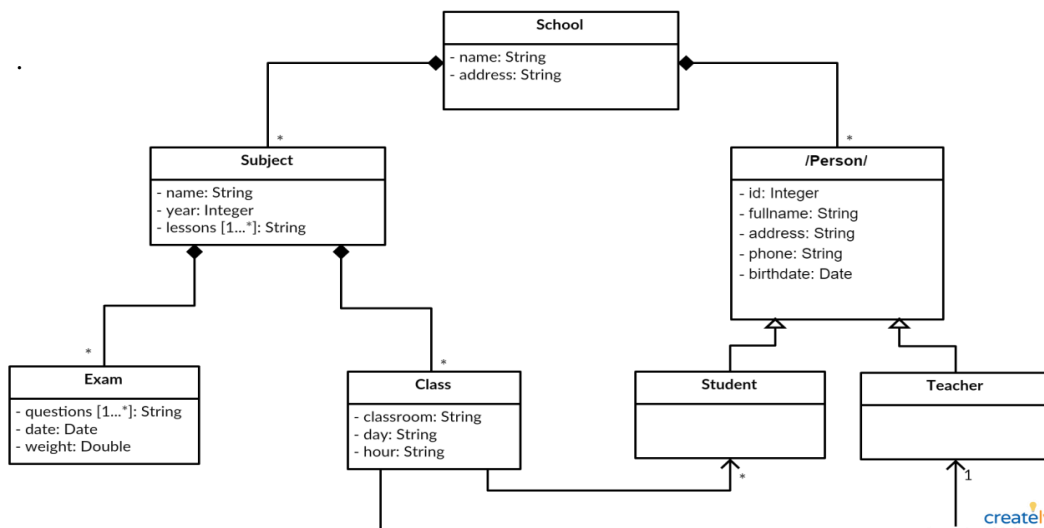 School
- name: String
- address: String
*
*
Subject
- name: String
- year: Integer
- lessons [1...*]: String
/Person/
- id: Integer
- fullname: String
- address: String
- phone: String
- birthdate: Date
*
Exam
- questions [1...*]: String
- date: Date
- weight: Double
*
Class
- classroom: String
- day: String
- hour: String
Student
Teacher
*
1